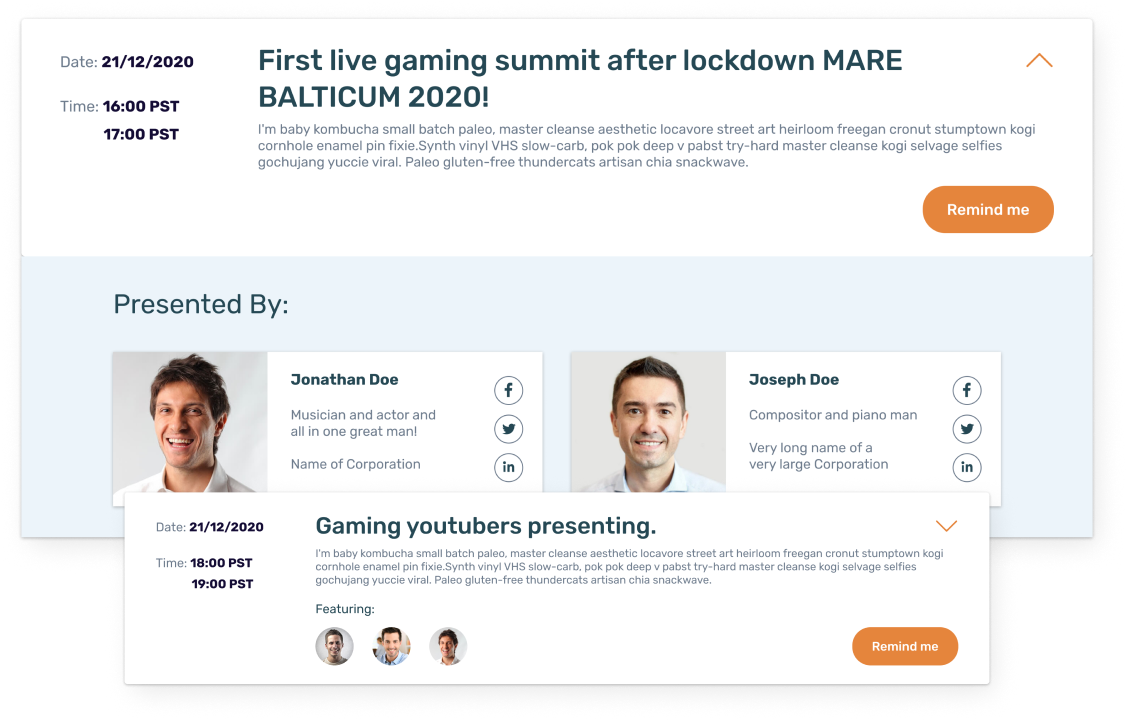 Date: 21/12/2020
Time: 16:00 PST
17:00 PST
First live gaming summit after lockdown MARE
BALTICUM 2020!
I'm baby kombucha small batch paleo, master cleanse aesthetic locavore street art heirloom freegan cronut stumptown kogi
cornhole enamel pin fixie.Synth vinyl VHS slow-carb, pok pok deep v pabst try-hard master cleanse kogi selvage selfies
gochujang yuccie viral. Paleo gluten-free thundercats artisan chia snackwave.
Remind me
Presented By:
Jonathan Doe
Musician and actor and
all in one great man!
Name of Corporation
f
in
Joseph Doe
Compositor and piano man
Very long name of a
very large Corporation
f
in
Date: 21/12/2020
Time: 18:00 PST
19:00 PST
Gaming youtubers presenting.
I'm baby kombucha small batch paleo, master cleanse aesthetic locavore street art heirloom freegan cronut stumptown kogi
cornhole enamel pin fixie.Synth vinyl VHS slow-carb, pok pok deep v pabst try-hard master cleanse kogi selvage selfies
gochujang yuccie viral. Paleo gluten-free thundercats artisan chia snackwave.
Featuring:
Remind me